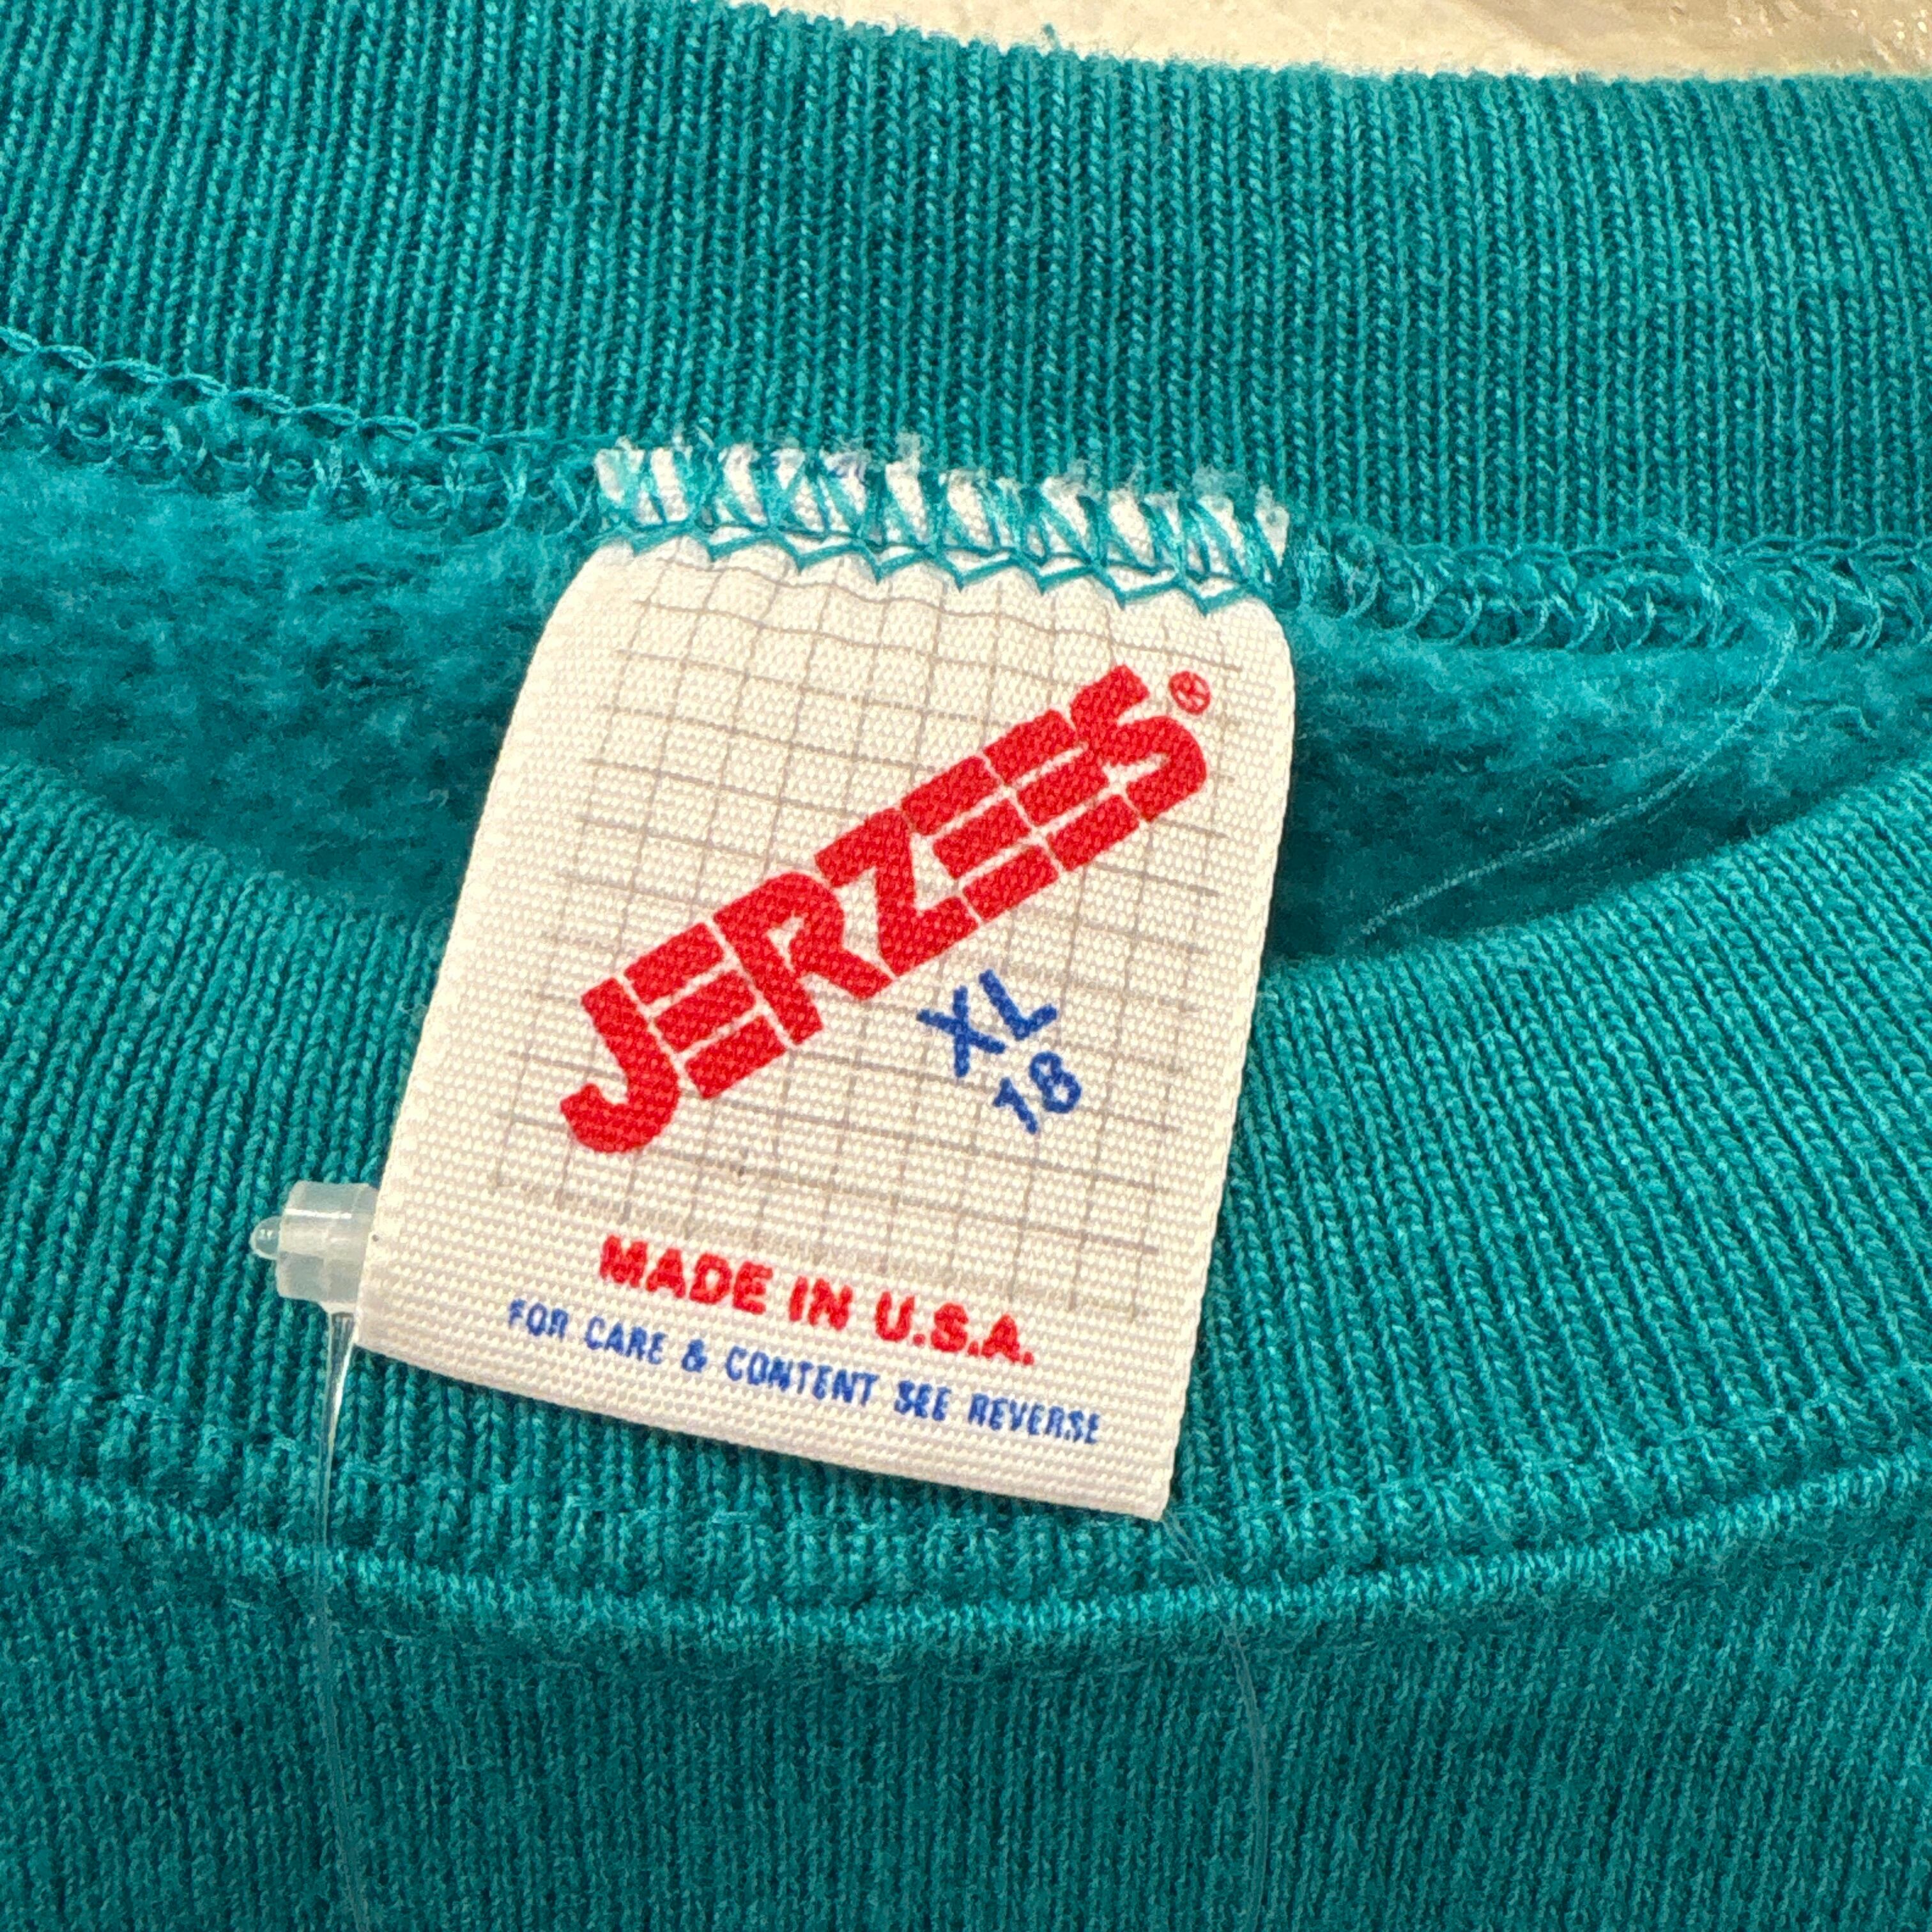 JERZEES®
XL
18
MADE IN U.S.A.
FOR CARE & CONTENT SEE REVERSE